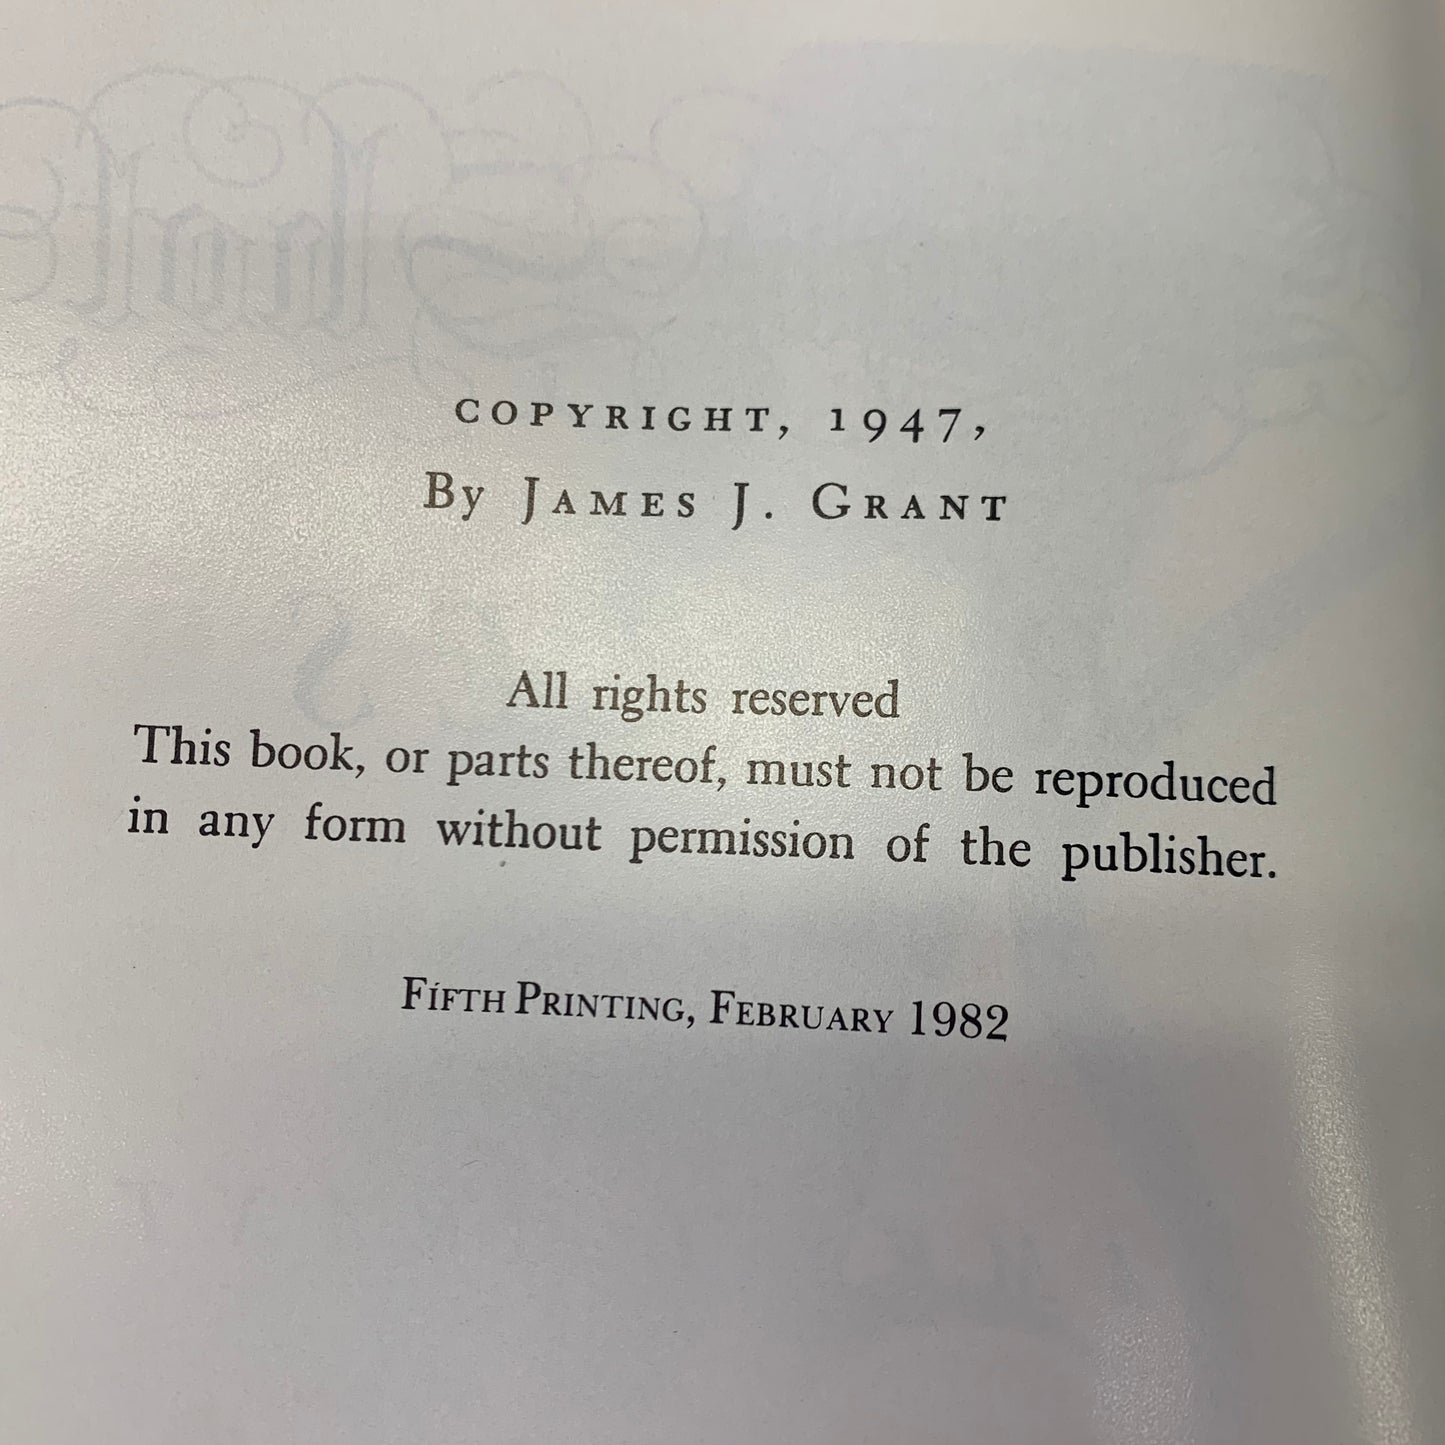 COPYRIGHT, 1947,
By JAMES J. GRANT
All rights reserved
This book, or parts thereof, must not be reproduced
in any form without permission of the publisher.
FÍFTH PRINTING, FEBRUARY 1982